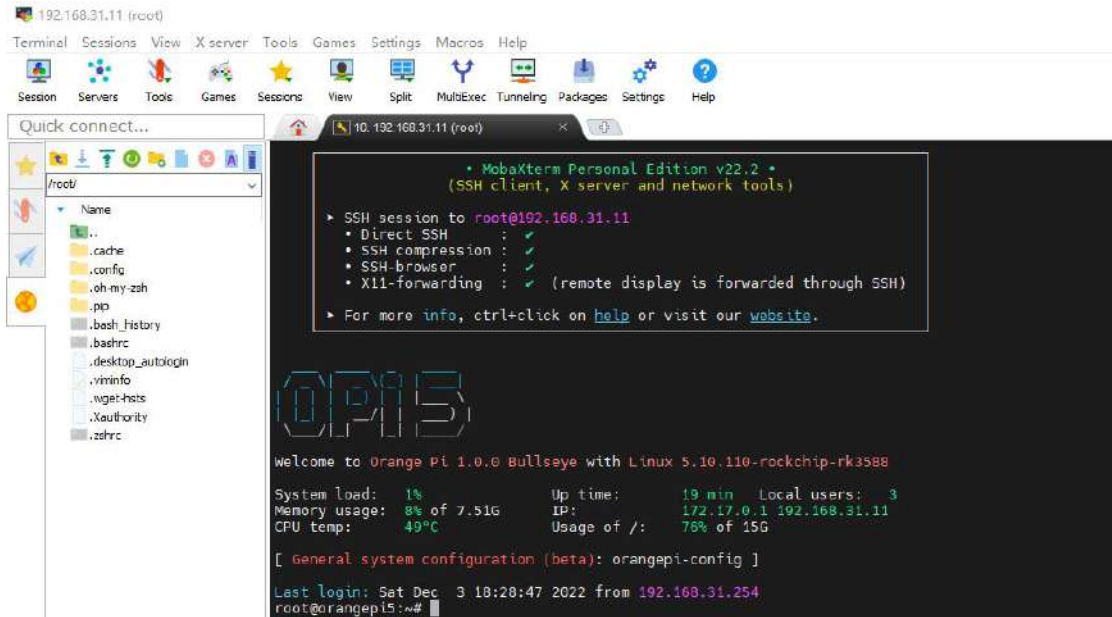 192.168.31.11 (root)
Terminal Sessions View X server Tools Games Settings Macros Help
Session Servers Tools Games Sessions View Split MultiExec Tunneling Packages Settings Help
Quick connect...
10. 192.168.31.11 (root)
/root/
Name
..
.cache
.config
.oh-my-zsh
.pip
.bash_history
.bashrc
.desktop_autologin
.viminfo
.wget-hsts
.Xauthority
.zshrc
• MobaXterm Personal Edition v22.2 •
(SSH client, X server and network tools)
➤ SSH session to root@192.168.31.11
• Direct SSH : ✔
• SSH compression : ✔
• SSH-browser : ✔
• X11-forwarding : ✔ (remote display is forwarded through SSH)
➤ For more info, ctrl+click on help or visit our website.
OPi 5
Welcome to Orange Pi 1.0.0 Bullseye with Linux 5.10.110-rockchip-rk3588
System load: 1% Up time: 19 min Local users: 3
Memory usage: 8% of 7.51G IP: 172.17.0.1 192.168.31.11
CPU temp: 49°C Usage of /: 76% of 15G
[ General system configuration (beta): orangepi-config ]
Last login: Sat Dec 3 18:28:47 2022 from 192.168.31.254
root@orangepi5:~#